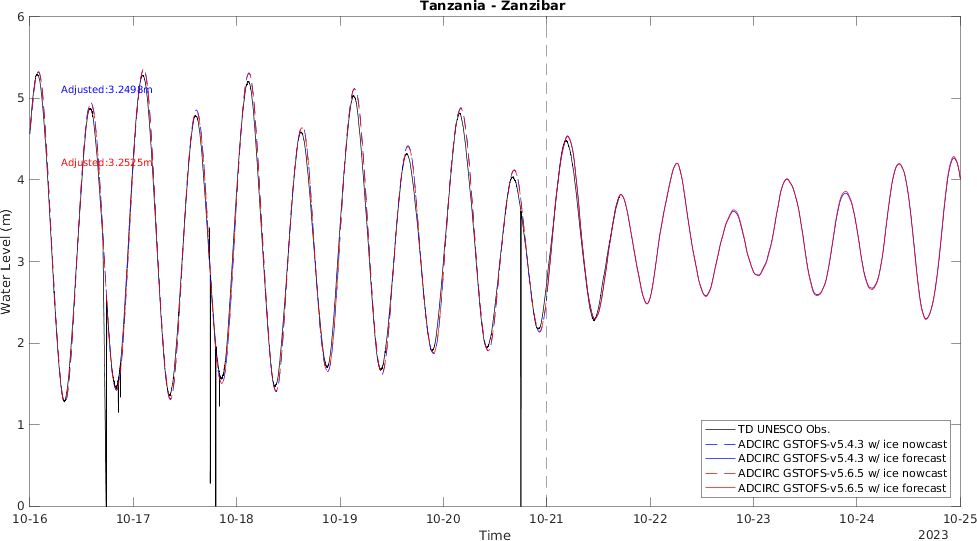 Tanzania - Zanzibar
6
5
4
3
2
1
0
Water Level (m)
Adjusted:3.2498m
Adjusted:3.2525m
TD UNESCO Obs.
ADCIRC GSTOFS-v5.4.3 w/ ice nowcast
ADCIRC GSTOFS-v5.4.3 w/ ice forecast
ADCIRC GSTOFS-v5.6.5 w/ ice nowcast
ADCIRC GSTOFS-v5.6.5 w/ ice forecast
10-16 10-17 10-18 10-19 10-20 10-21 10-22 10-23 10-24 10-25
Time
2023